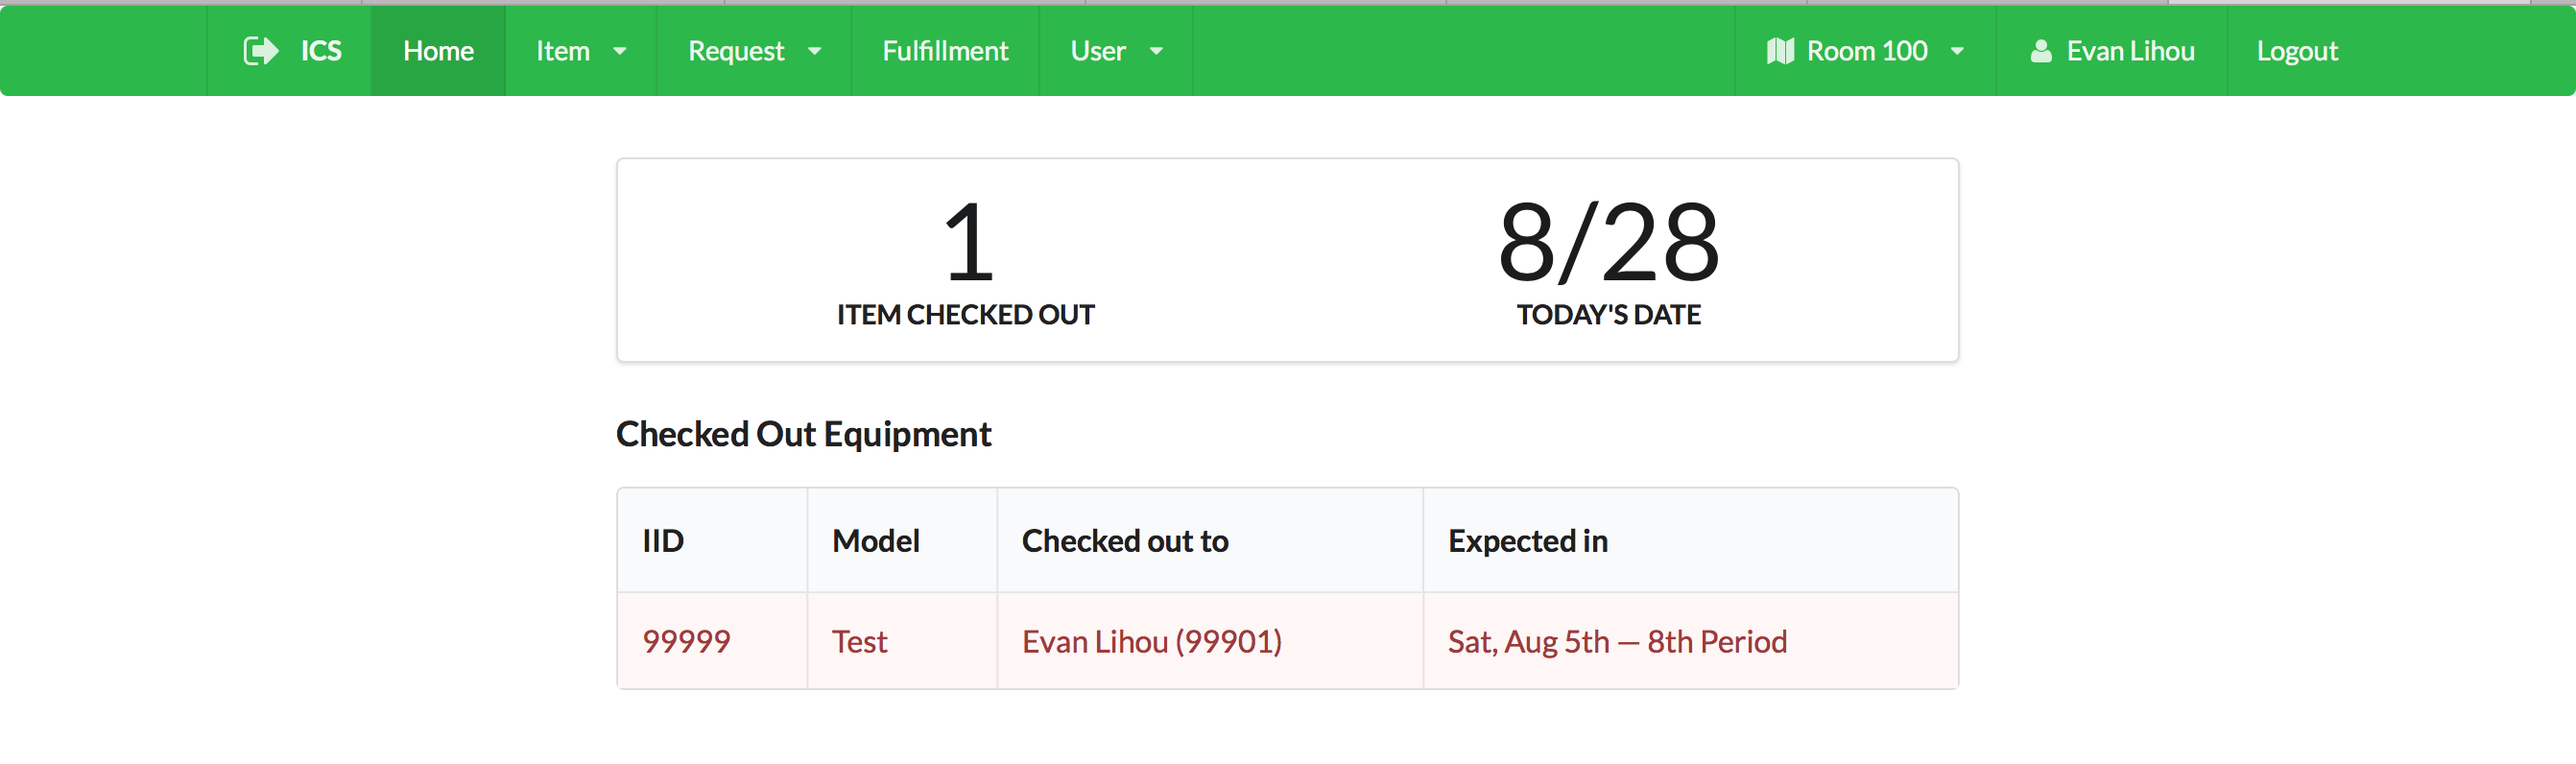 ICS Home Item Request Fulfillment User Room 100 Evan Lihou Logout
1 8/28
ITEM CHECKED OUT TODAY'S DATE
Checked Out Equipment
IID Model Checked out to Expected in
99999 Test Evan Lihou (99901) Sat, Aug 5th — 8th Period